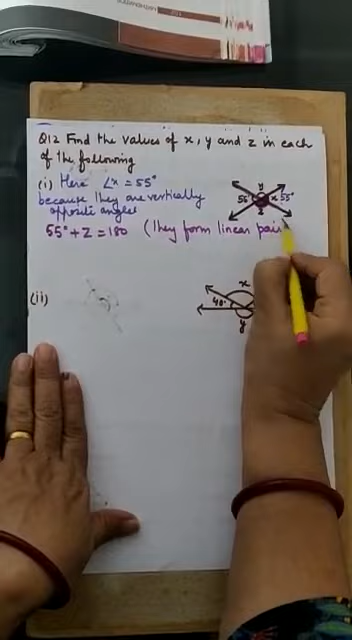 Q12 Find the values of x, y and z in each
of the following
(i) Here ∠x = 55°
because they are vertically
opposite angles
55° + Z = 180 (they form linear pair
y
55° x 55°
z
(ii)
x
40°
y